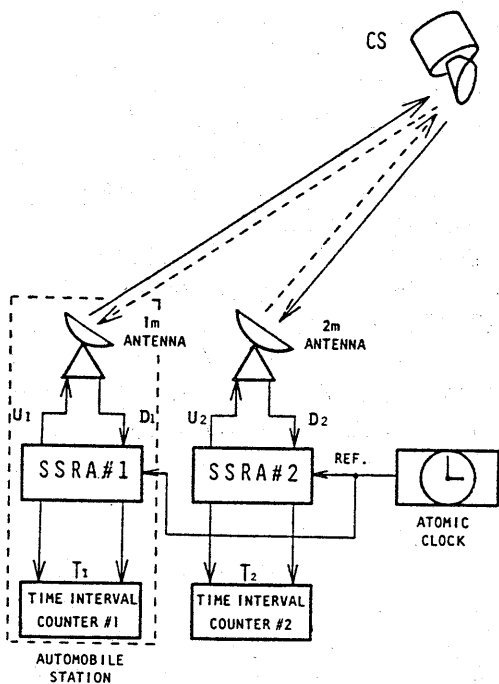 CS
1m
ANTENNA
2m
ANTENNA
U1
D1
U2
D2
SSRA#1
SSRA#2
REF.
ATOMIC
CLOCK
T1
T2
TIME INTERVAL
COUNTER #1
TIME INTERVAL
COUNTER #2
AUTOMOBILE
STATION